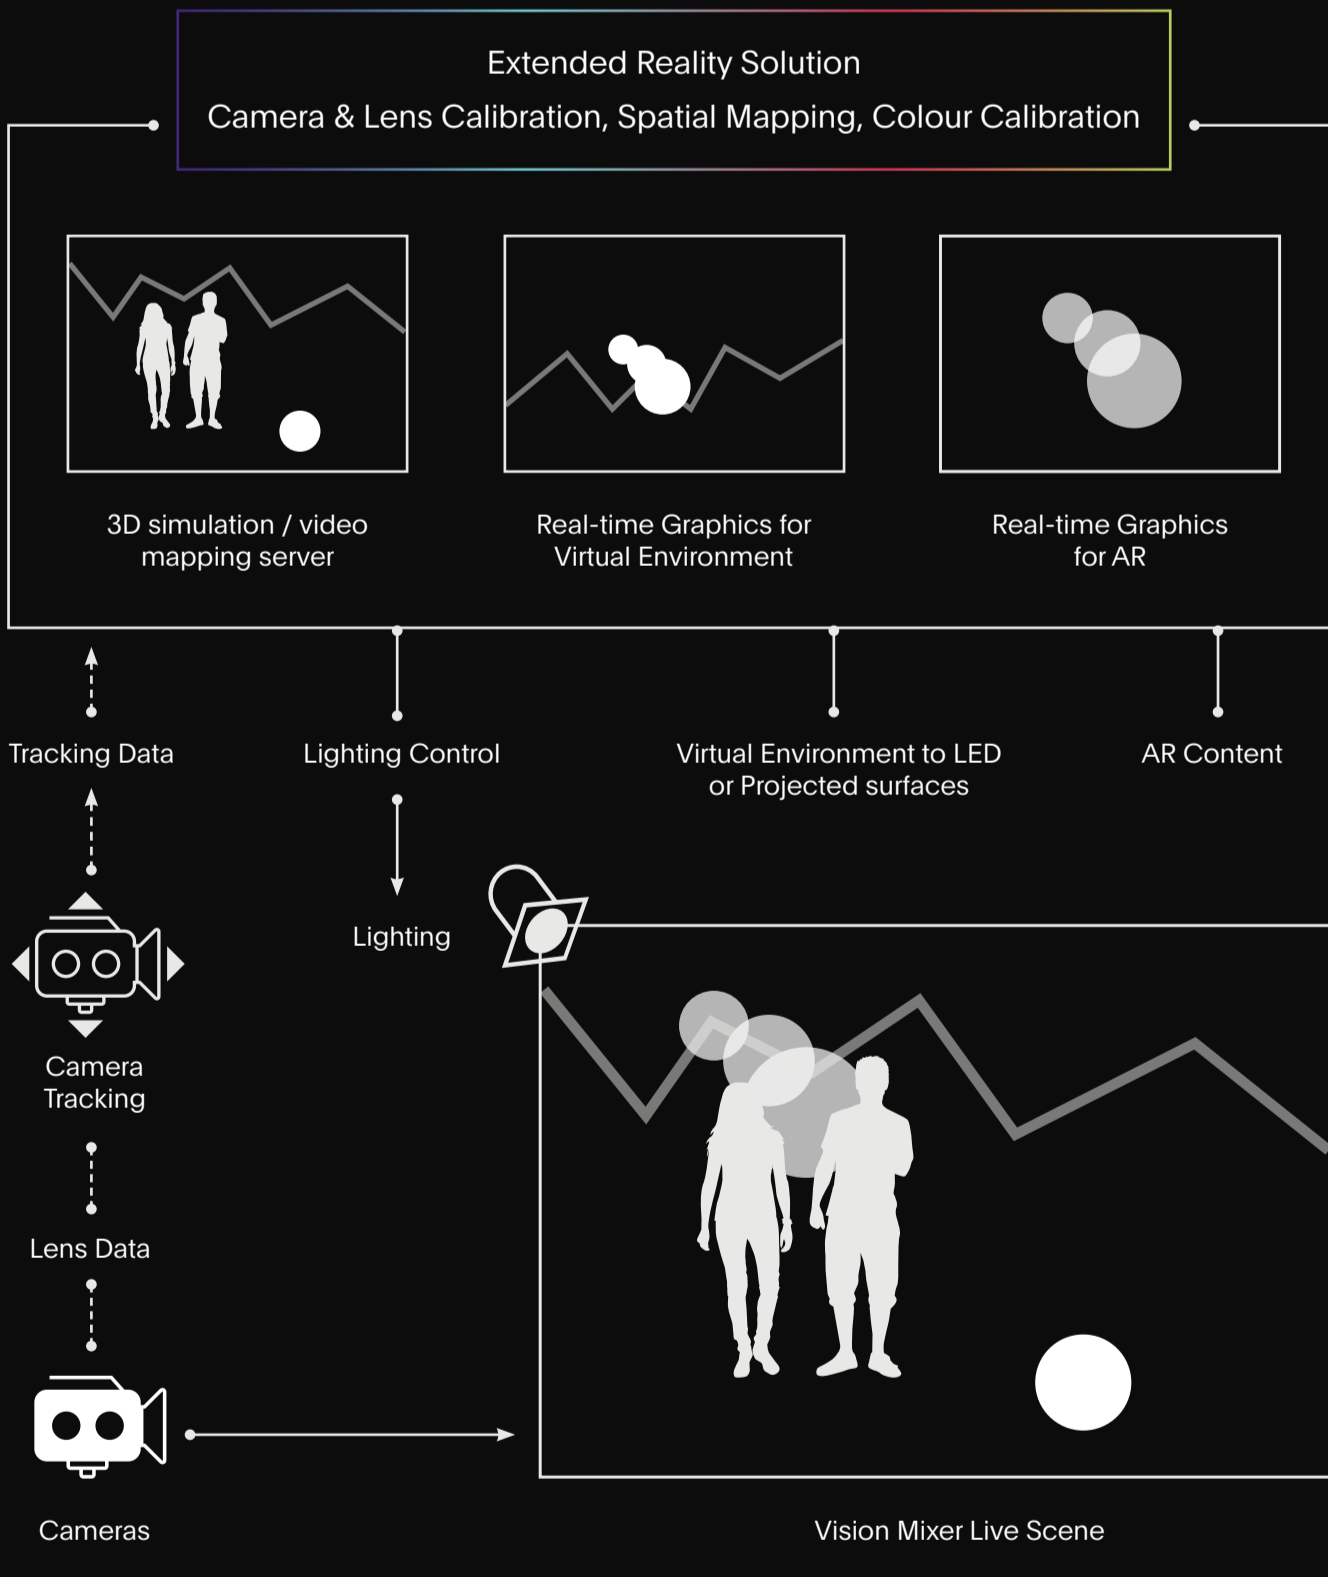 Extended Reality Solution
Camera & Lens Calibration, Spatial Mapping, Colour Calibration
3D simulation / video
mapping server
Real-time Graphics for
Virtual Environment
Real-time Graphics
for AR
Tracking Data
Lighting Control
Virtual Environment to LED
or Projected surfaces
AR Content
Lighting
Camera
Tracking
Lens Data
Cameras
Vision Mixer Live Scene